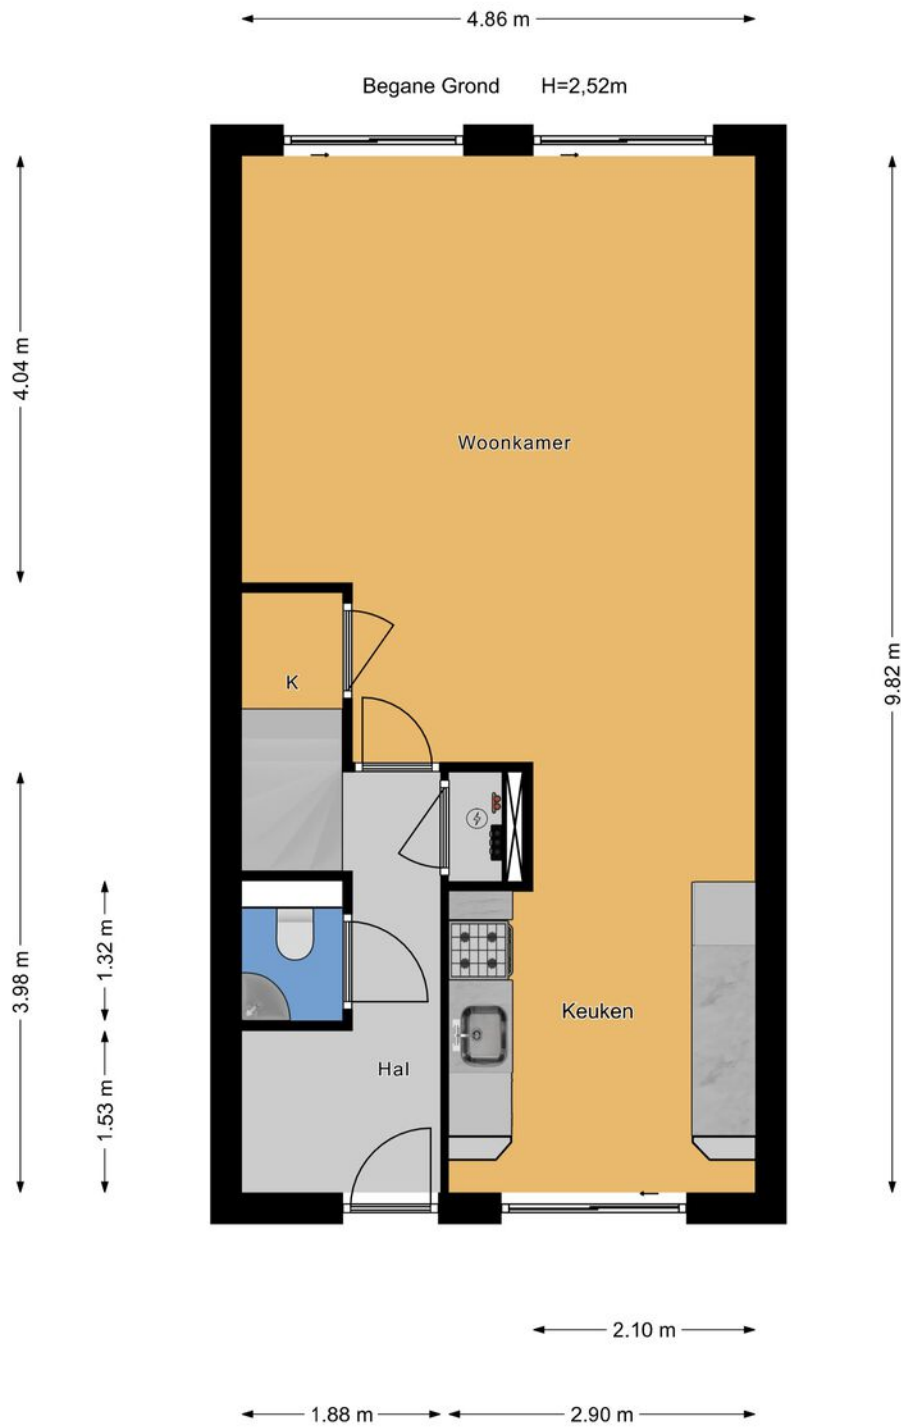 4.86 m
Begane Grond H=2,52m
4.04 m
Woonkamer
9.82 m
K
3.98 m
1.32 m
Keuken
Hal
1.53 m
2.10 m
1.88 m
2.90 m